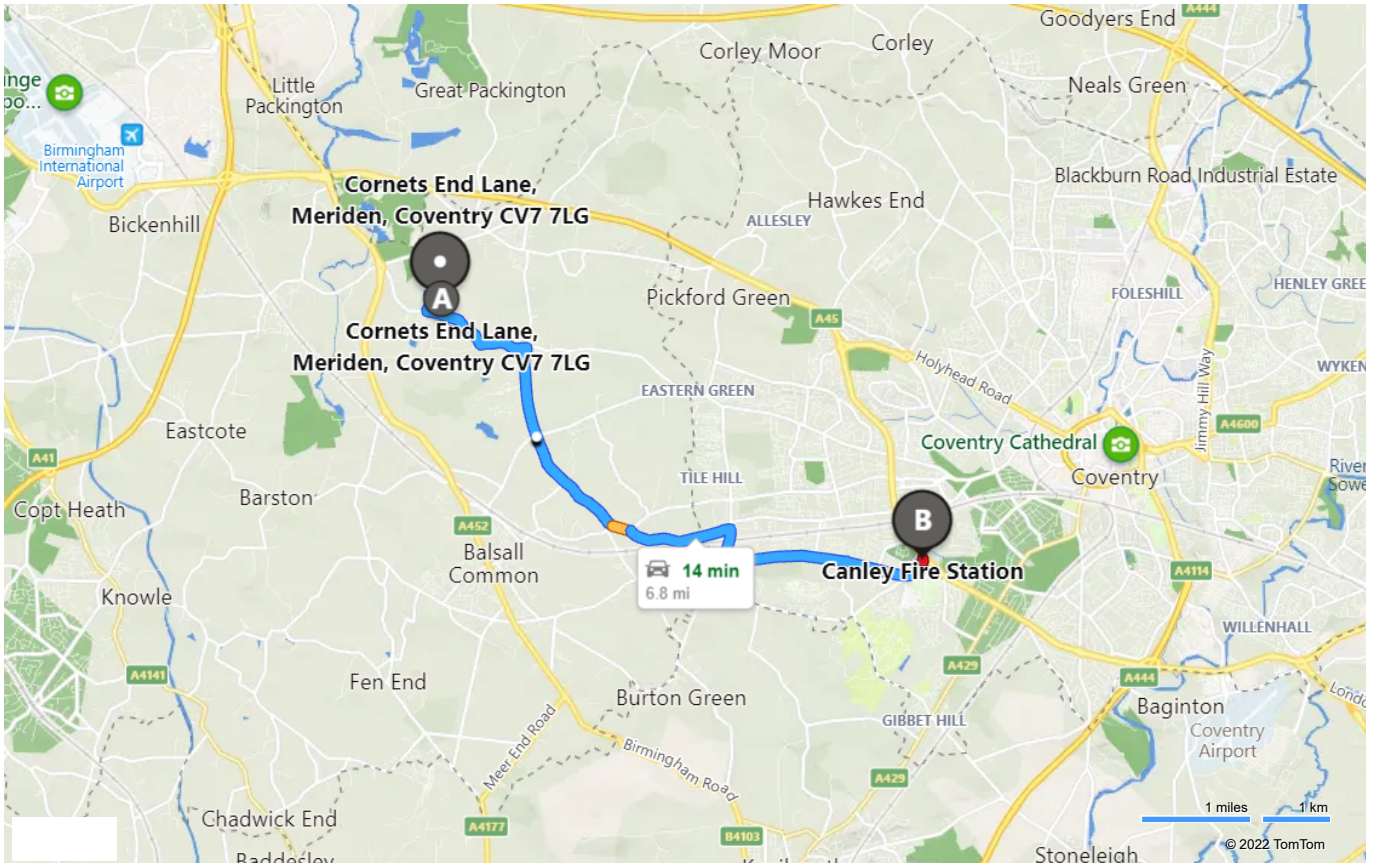 Goodyers End
A444
Corley Moor
Corley
Little
Packington
Great Packington
Neals Green
Birmingham
International
Airport
Cornets End Lane,
Meriden, Coventry CV7 7LG
Blackburn Road Industrial Estate
Bickenhill
ALLESLEY
Hawkes End
A
Pickford Green
FOLESHILL
HENLEY GREE
A45
Cornets End Lane,
Meriden, Coventry CV7 7LG
Holyhead Road
Jimmy Hill Way
WYKEN
EASTERN GREEN
Eastcote
A4600
Coventry Cathedral
Coventry
A41
TILE HILL
River
Sowe
Barston
Copt Heath
A452
B
Balsall
Common
14 min
6.8 mi
Canley Fire Station
A4114
Knowle
WILLENHALL
A4141
A429
A444
Fen End
Burton Green
Baginton
London
GIBBET HILL
Coventry
Airport
Meer End Road
Birmingham Road
A429
Chadwick End
A4177
B4103
1 miles
1 km
© 2022 TomTom
Baddesley
Stoneleigh